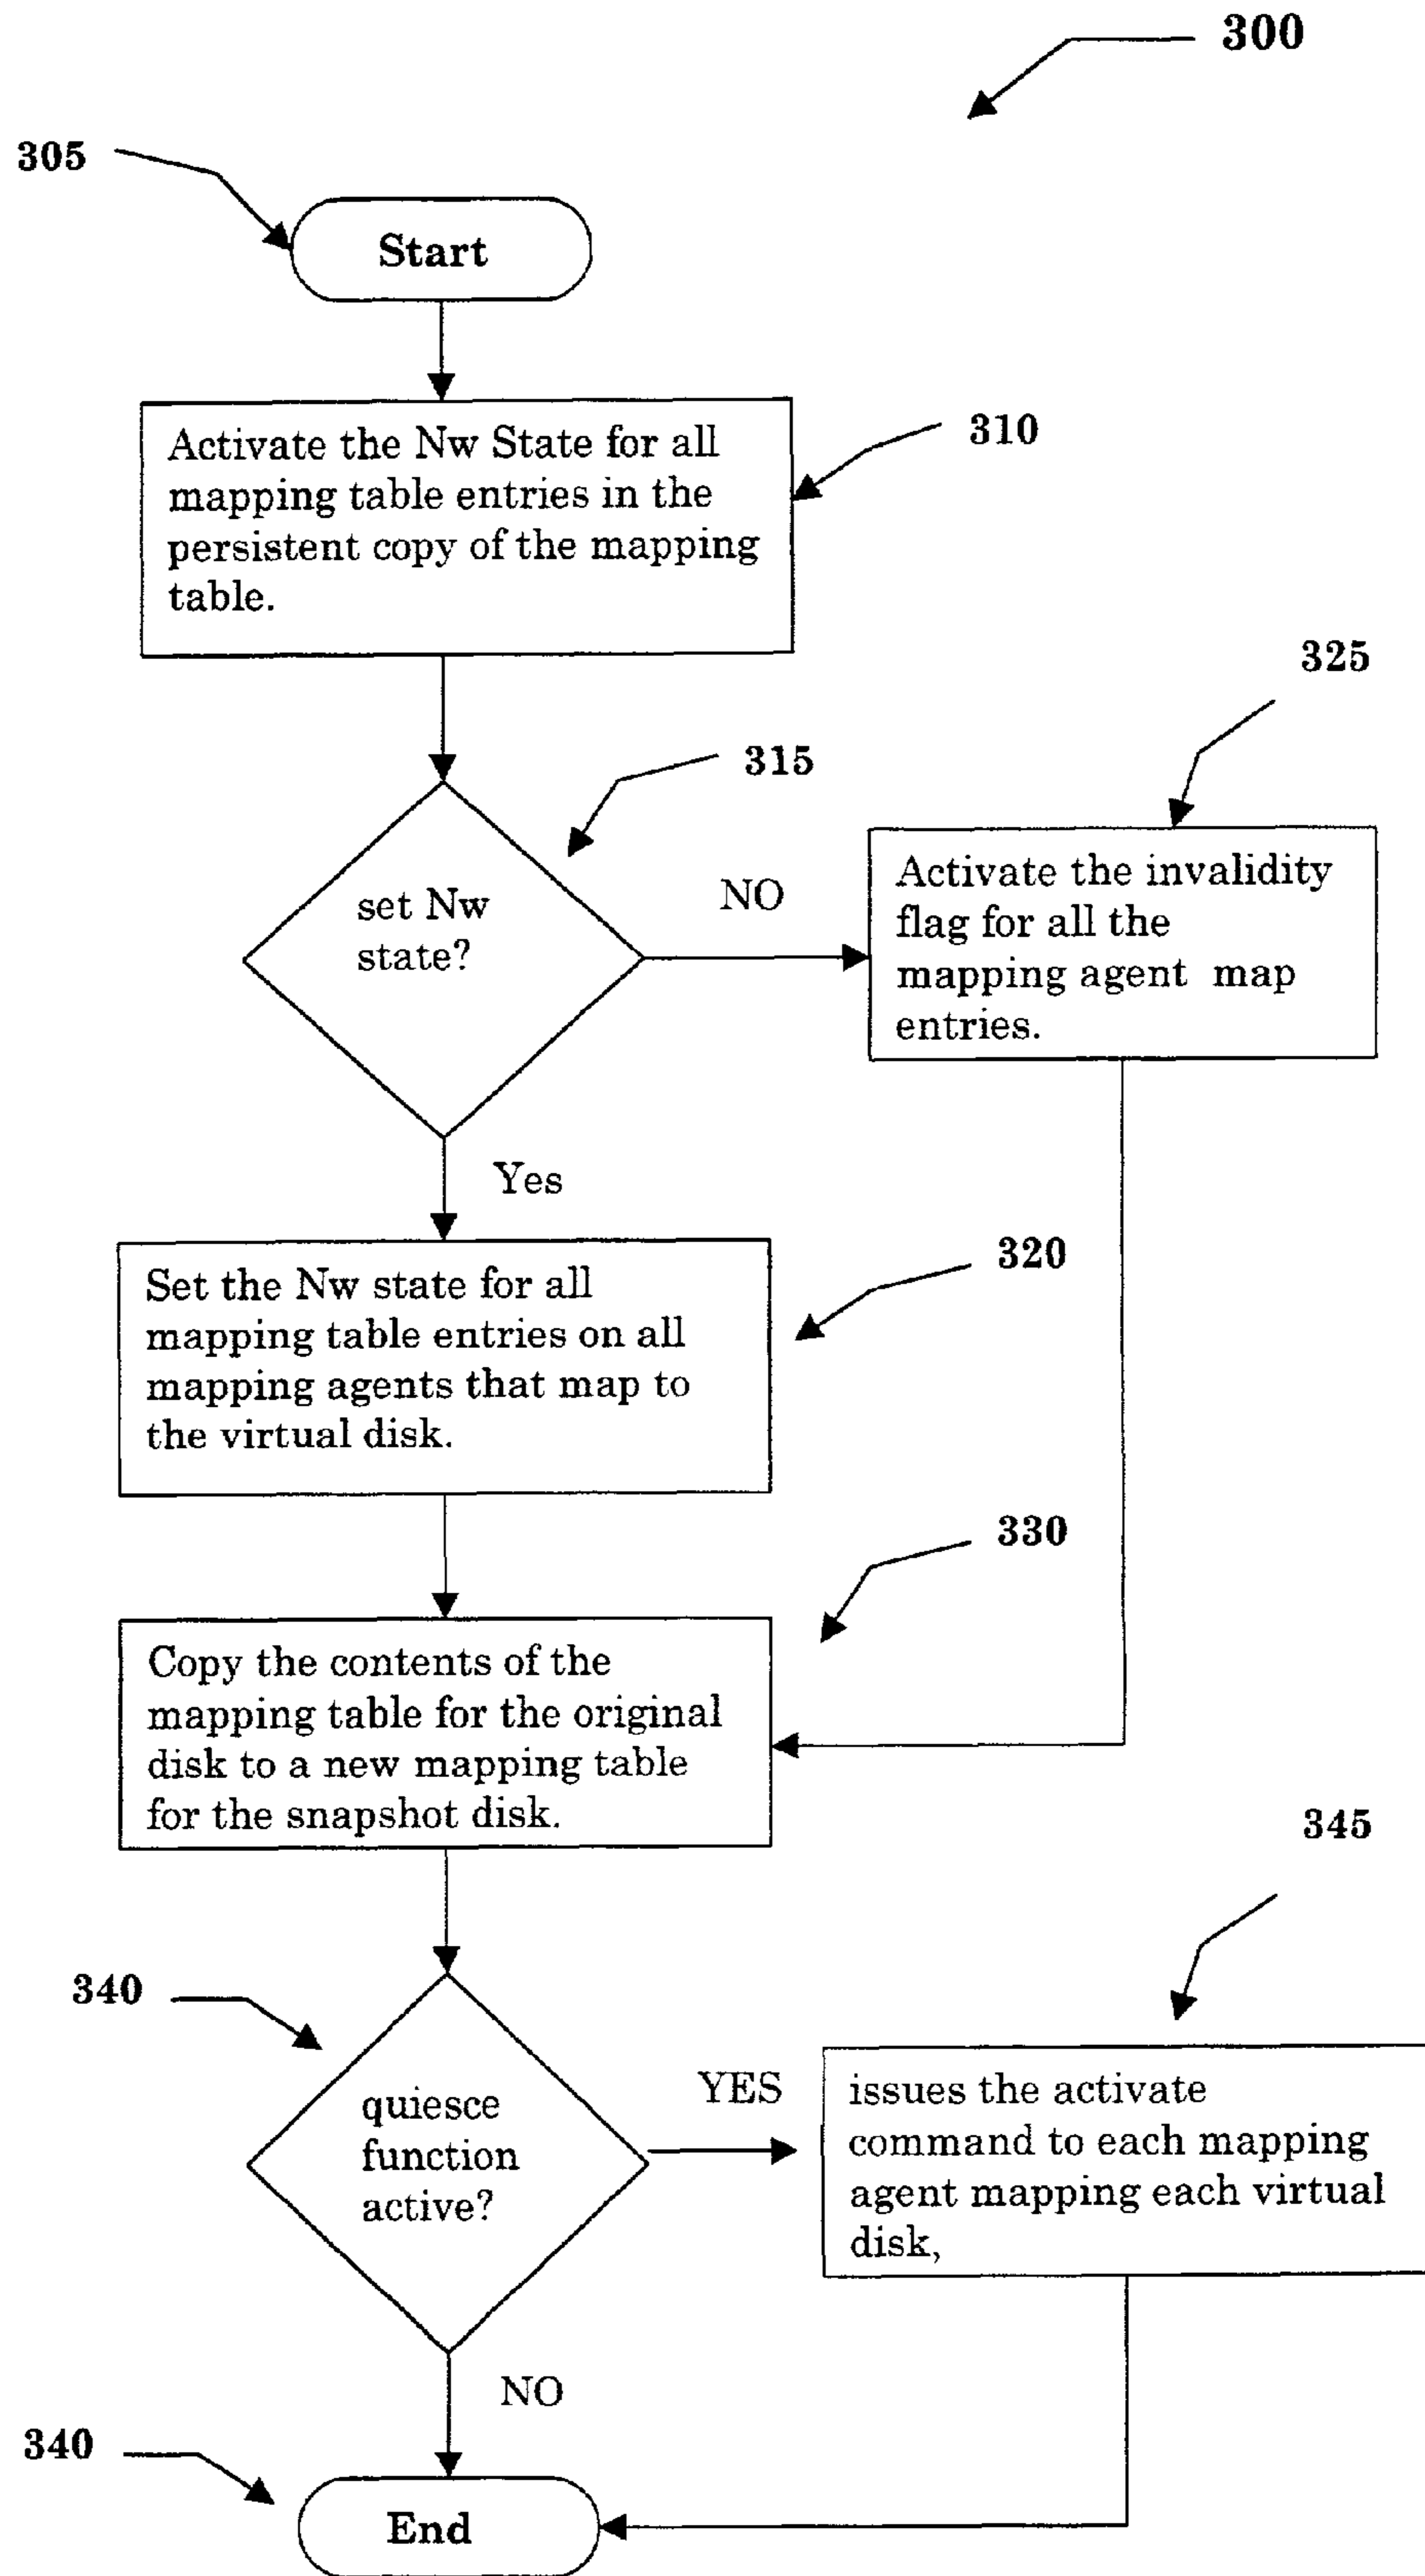 300
305
Start
Activate the Nw State for all
mapping table entries in the
persistent copy of the mapping
table.
310
325
315
set Nw
state?
NO
Activate the invalidity
flag for all the
mapping agent map
entries.
Yes
320
Set the Nw state for all
mapping table entries on all
mapping agents that map to
the virtual disk.
330
Copy the contents of the
mapping table for the original
disk to a new mapping table
for the snapshot disk.
345
340
quiesce
function
active?
YES
issues the activate
command to each mapping
agent mapping each virtual
disk,
NO
340
End